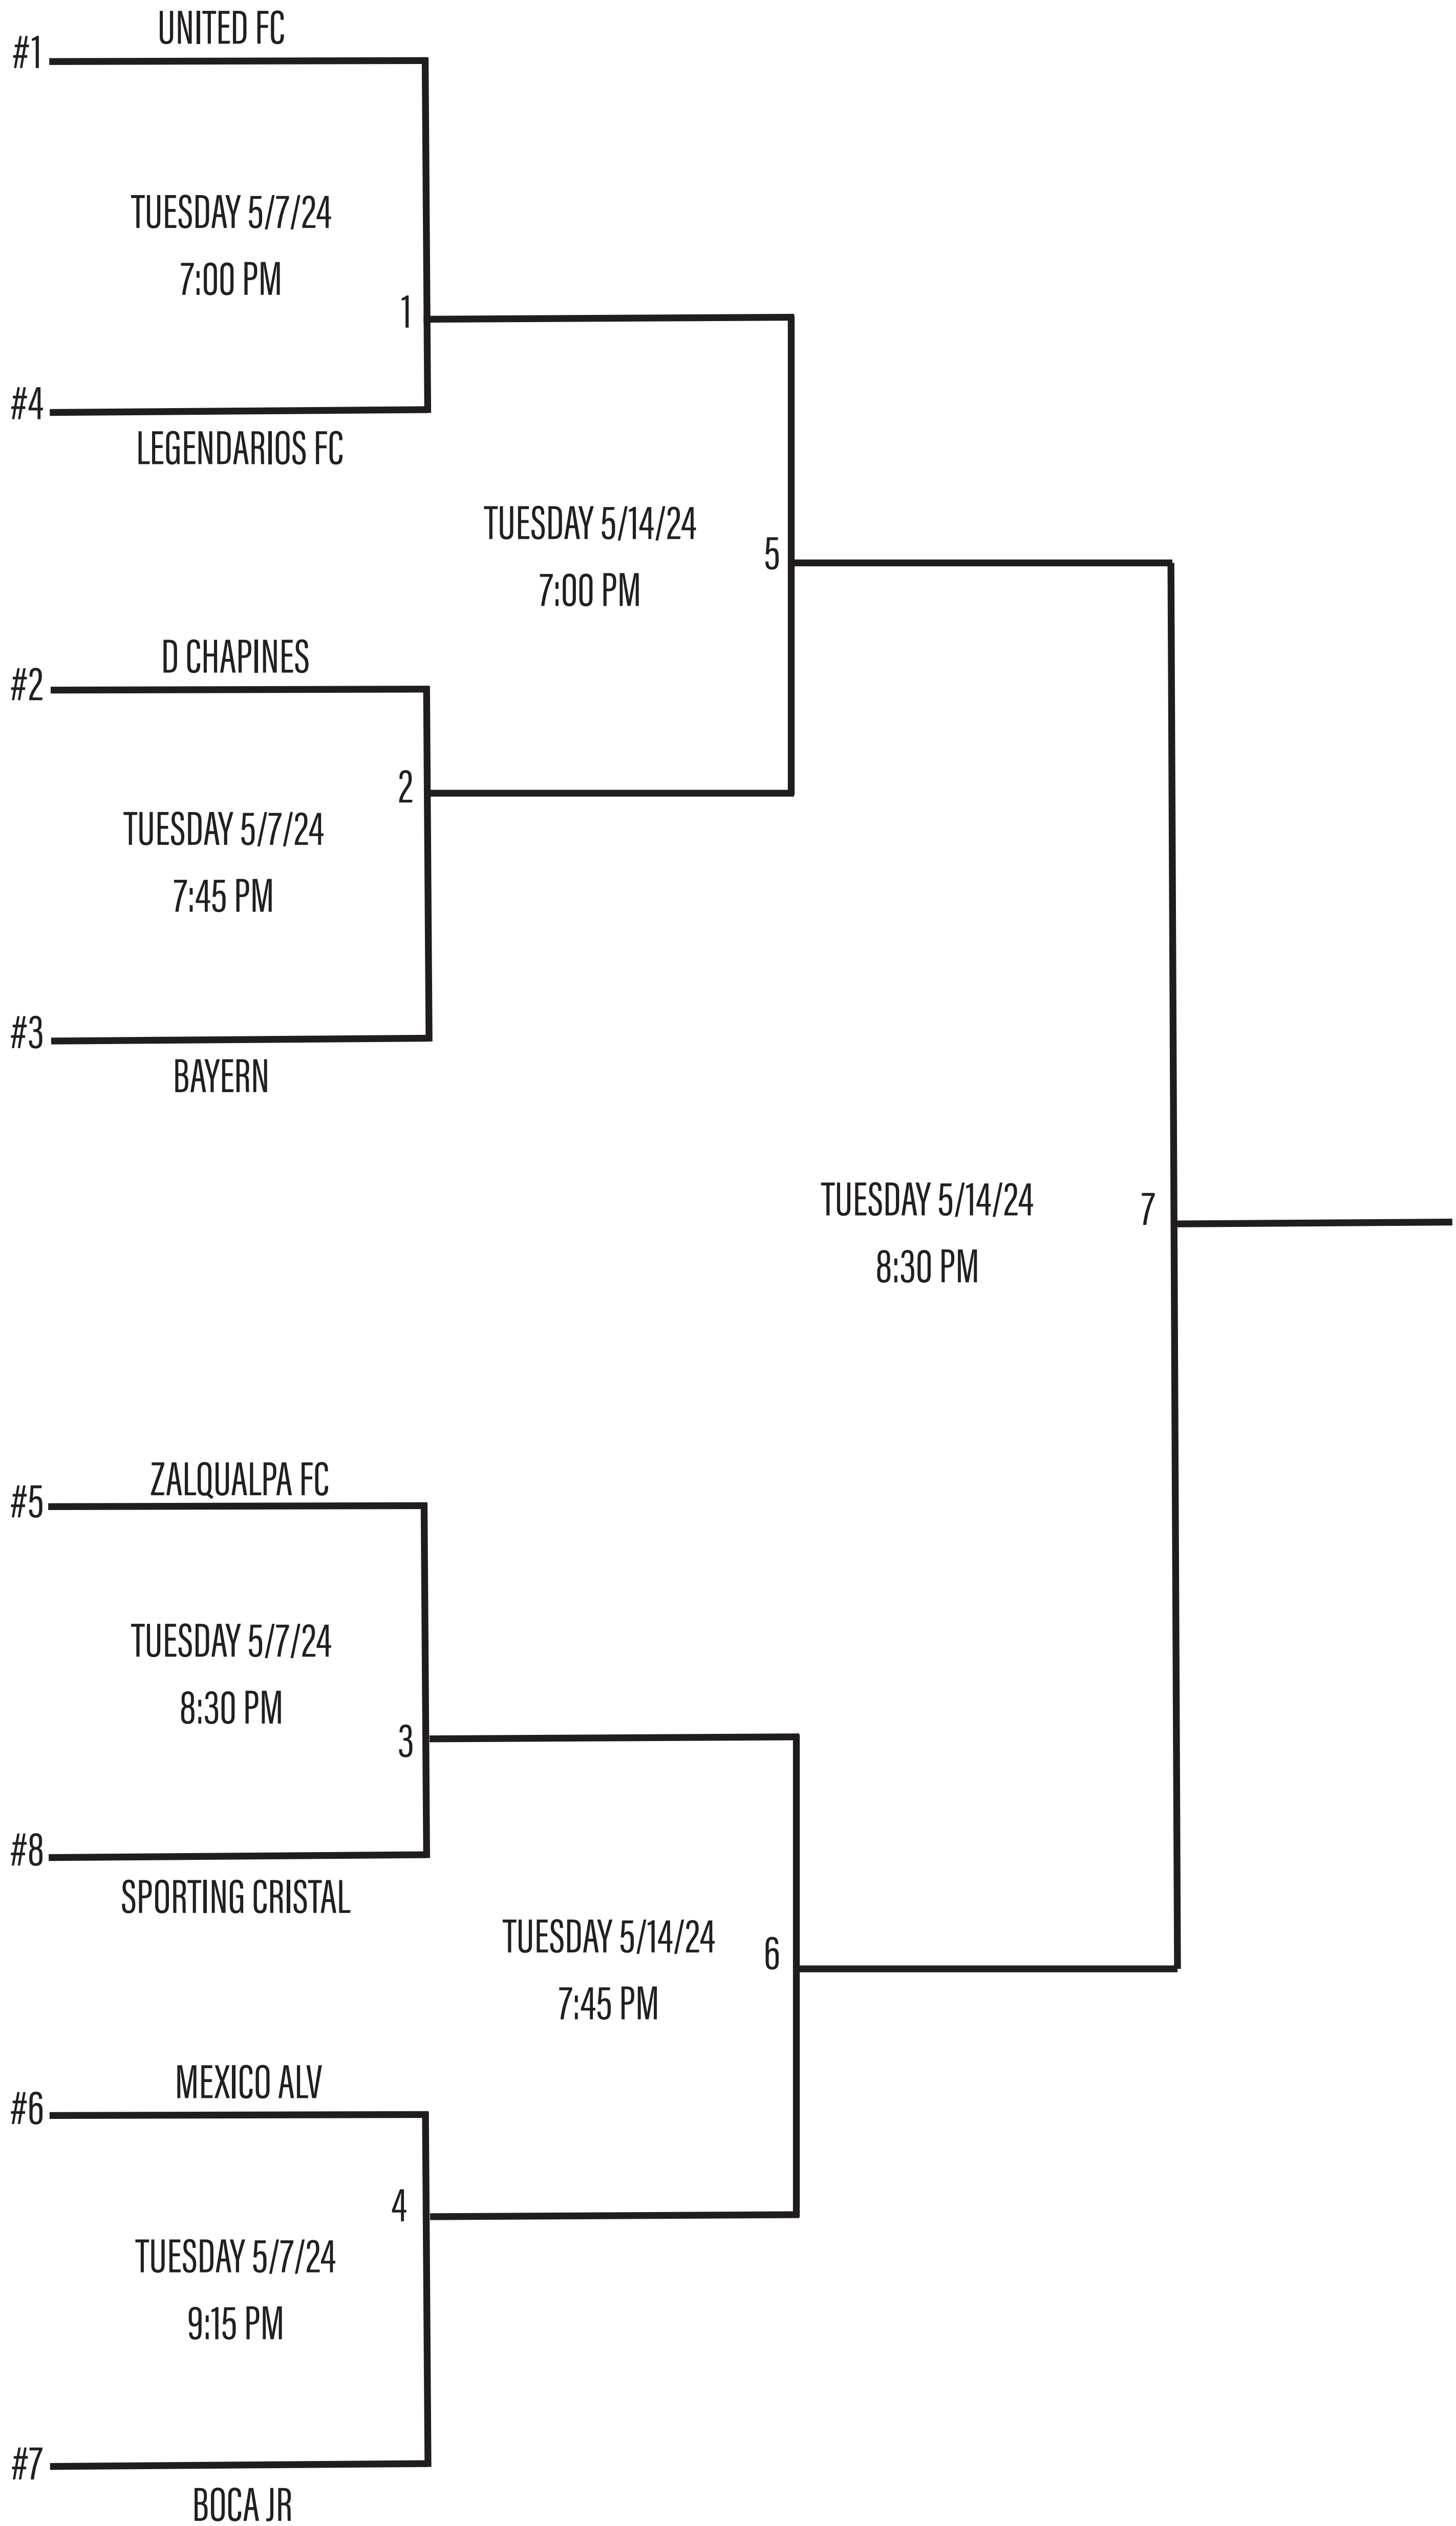 UNITED FC
#1
TUESDAY 5/7/24
7:00 PM
1
#4
LEGENDARIOS FC
TUESDAY 5/14/24
7:00 PM
5
D CHAPINES
#2
2
TUESDAY 5/7/24
7:45 PM
#3
BAYERN
TUESDAY 5/14/24
8:30 PM
7
ZALQUALPA FC
#5
TUESDAY 5/7/24
8:30 PM
3
#8
SPORTING CRISTAL
TUESDAY 5/14/24
7:45 PM
6
MEXICO ALV
#6
4
TUESDAY 5/7/24
9:15 PM
#7
BOCA JR